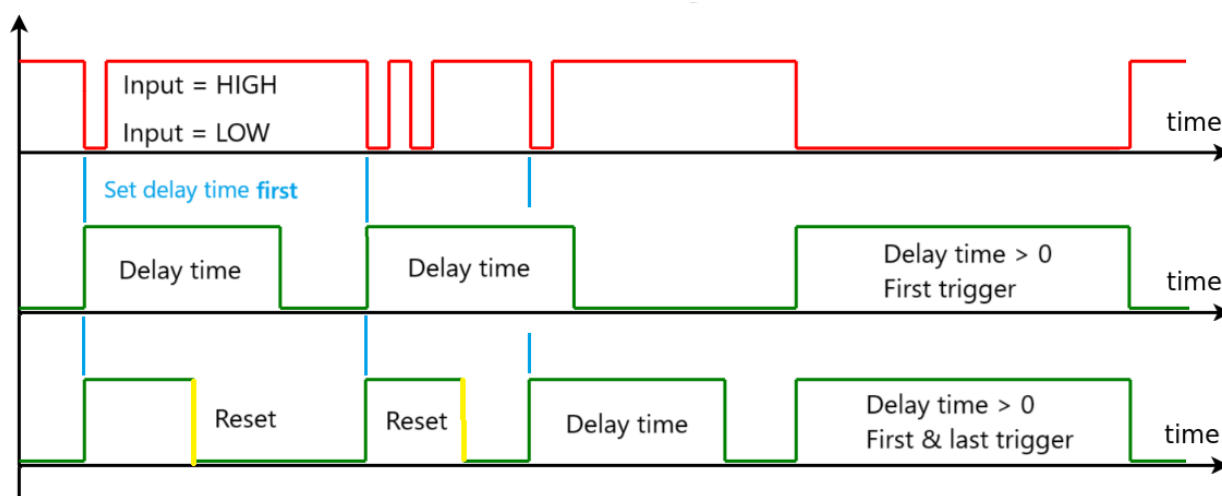 Input = HIGH
Input = LOW
time
Set delay time first
Delay time
Delay time
Delay time > 0
First trigger
time
Reset
Reset
Delay time
Delay time > 0
First & last trigger
time